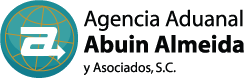 Agencia Aduanal
Abuin Almeida
y Asociados, S.C.